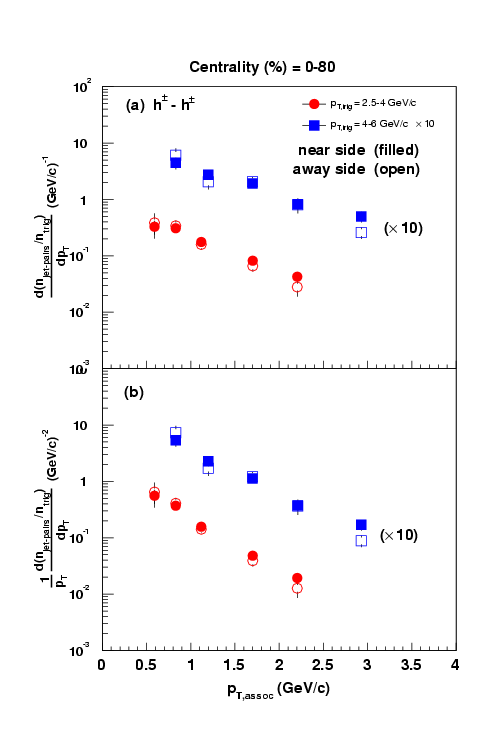 Centrality (%) = 0-80
(a) h± - h±
p_T,trig = 2.5-4 GeV/c
p_T,trig = 4-6 GeV/c × 10
near side (filled)
away side (open)
(×10)
10²
10
1
10⁻¹
10⁻²
10⁻³
d(n_jet-pairs/n_trig)
dp_T
(GeV/c)⁻¹
(b)
(×10)
10
1
10⁻¹
10⁻²
10⁻³
1
p_T
d(n_jet-pairs/n_trig)
dp_T
(GeV/c)⁻²
0 0.5 1 1.5 2 2.5 3 3.5 4
p_T,assoc (GeV/c)